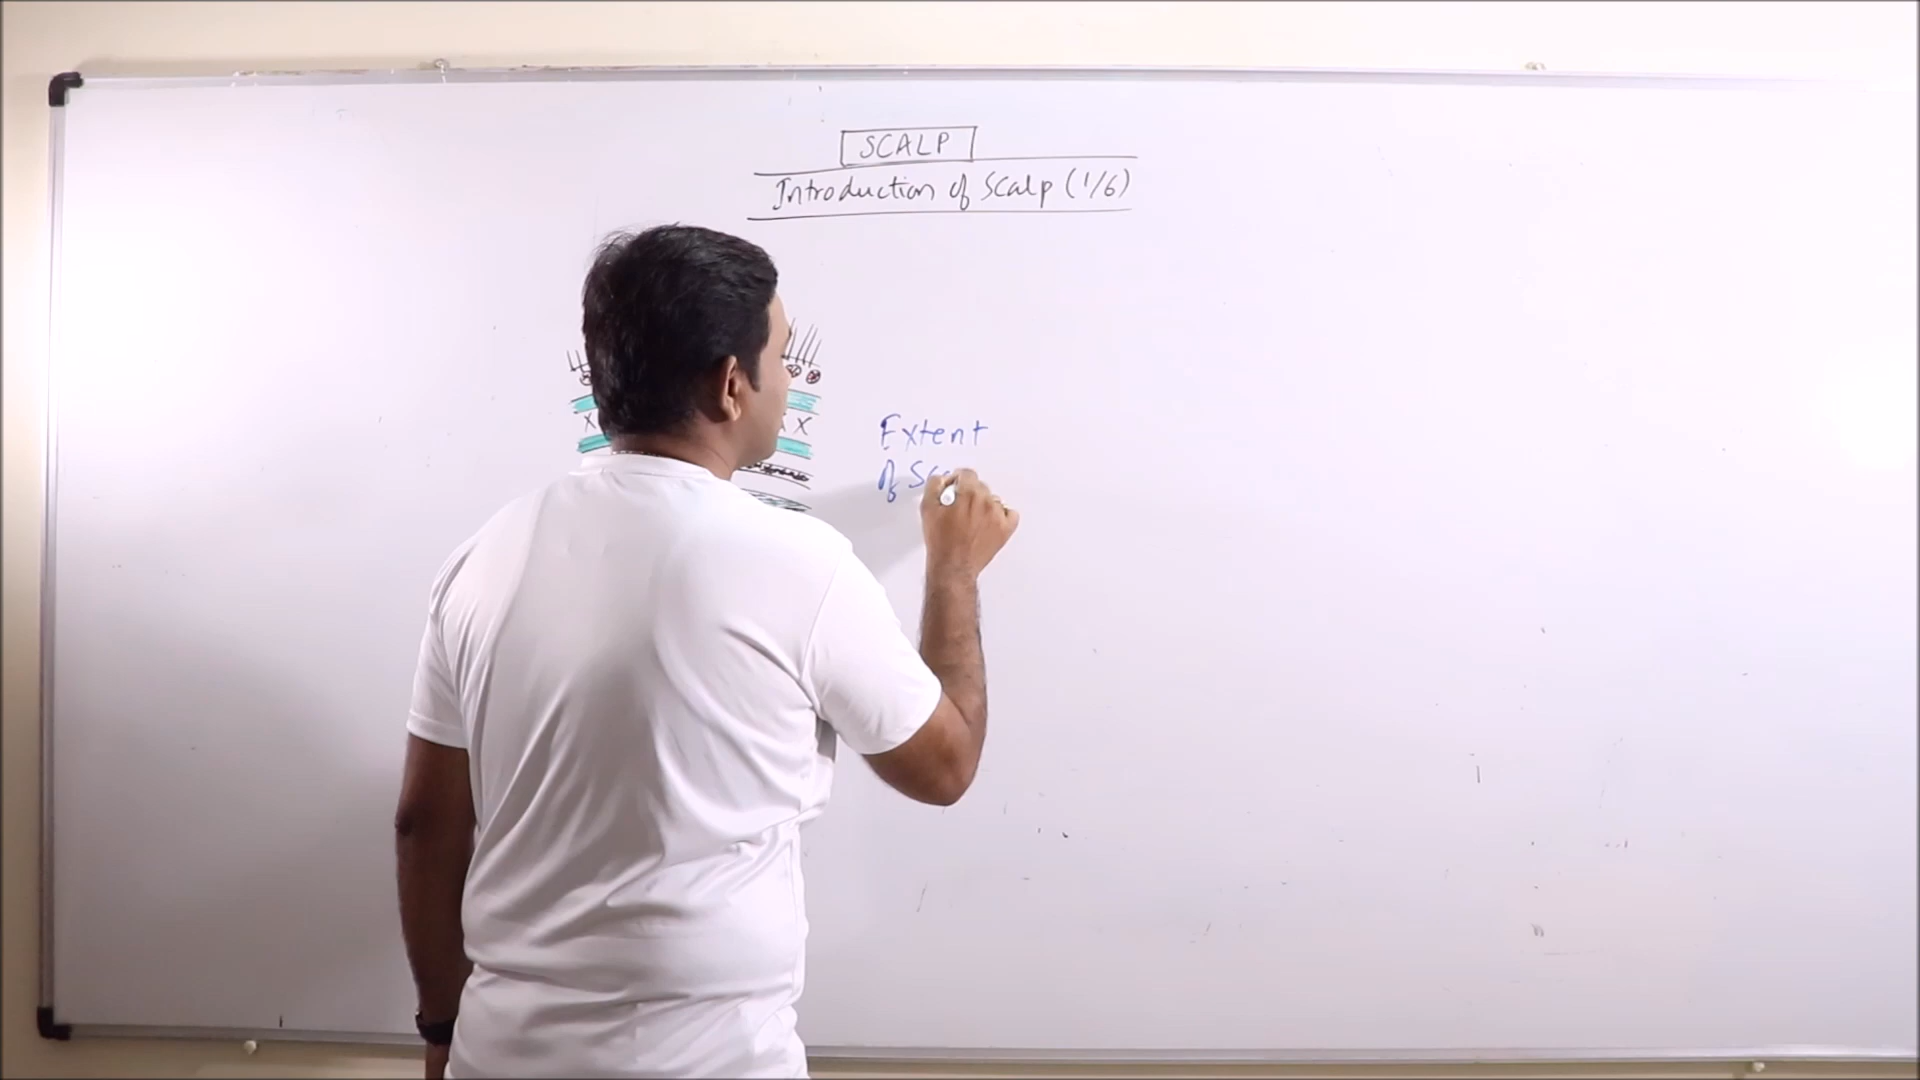 SCALP
Introduction of Scalp (1/6)
Extent
of